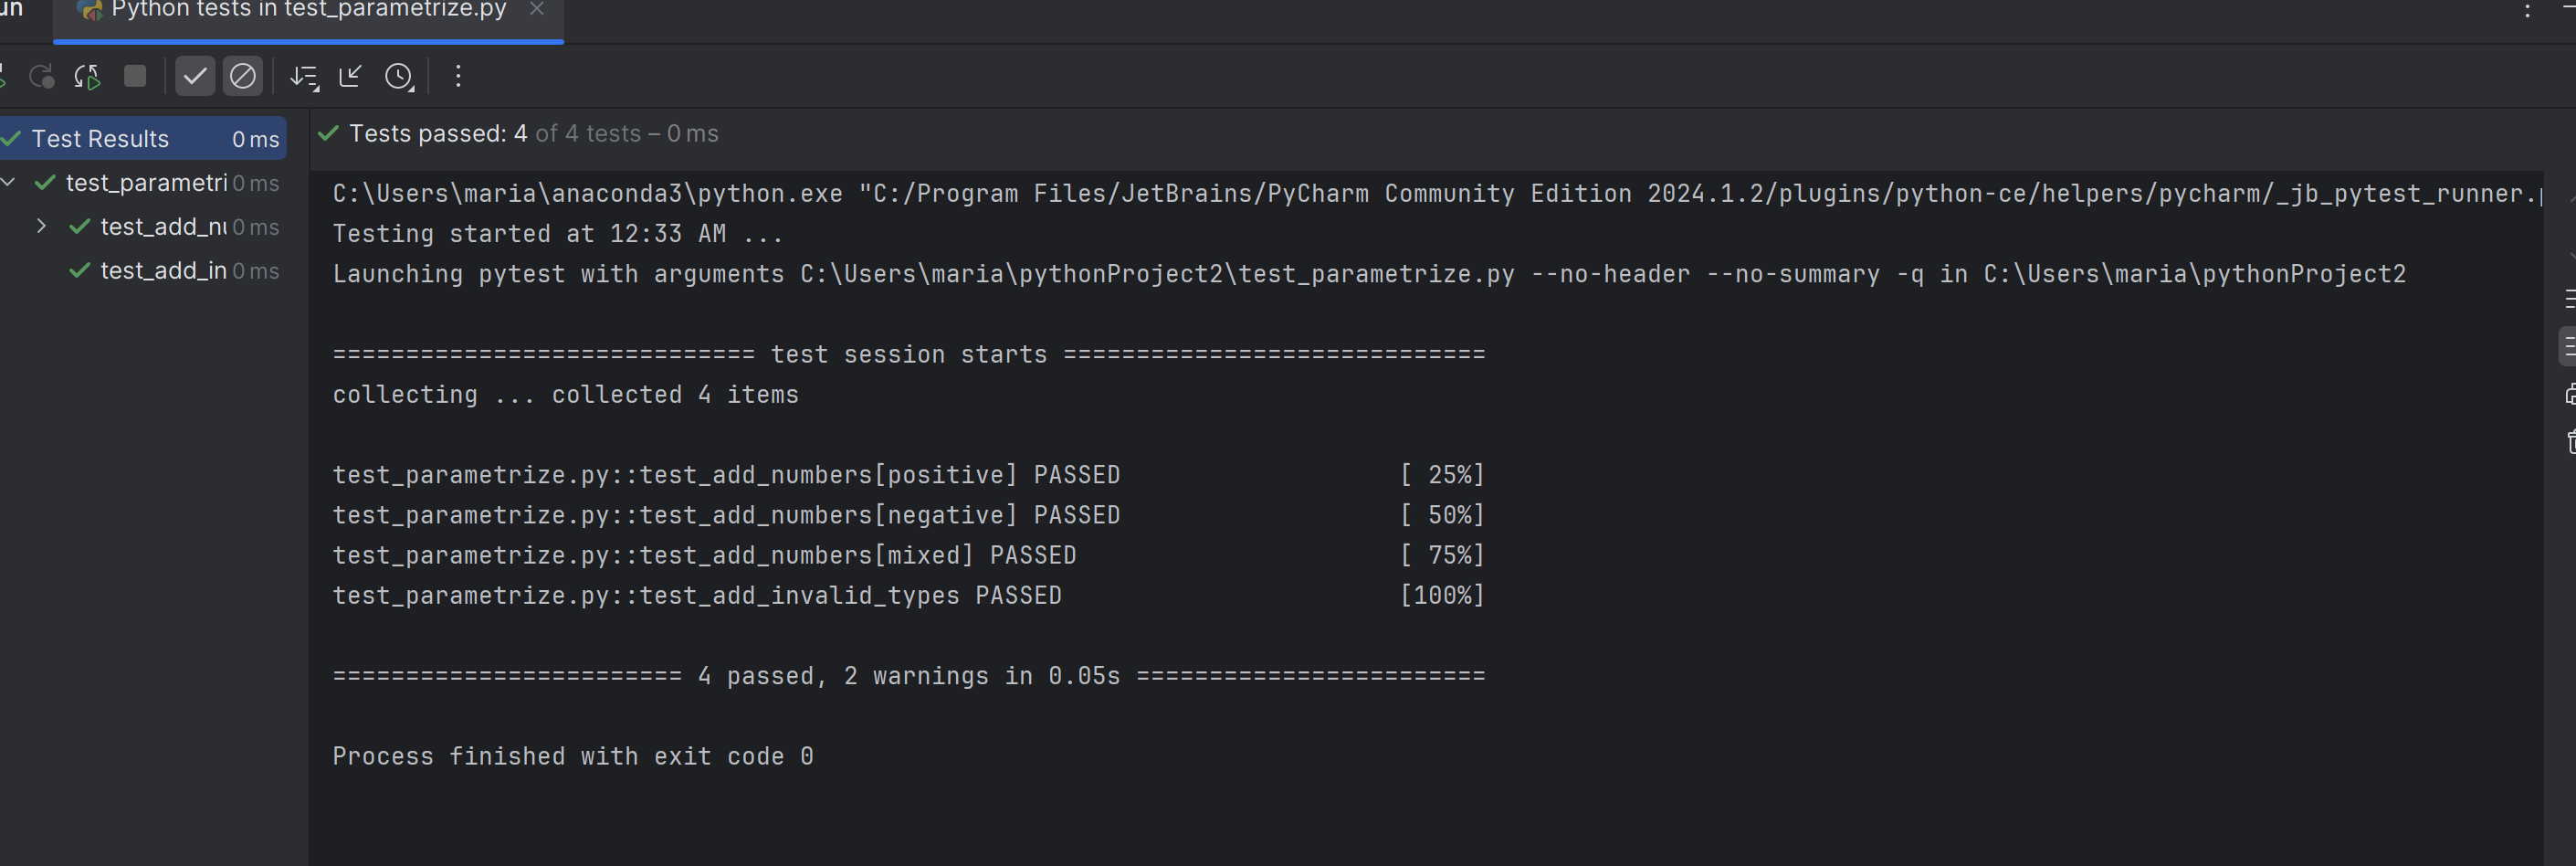 un
Python tests in test_parametrize.py
Test Results 0 ms
test_parametri 0 ms
test_add_nu 0 ms
test_add_in 0 ms
Tests passed: 4 of 4 tests – 0 ms
C:\Users\maria\anaconda3\python.exe "C:/Program Files/JetBrains/PyCharm Community Edition 2024.1.2/plugins/python-ce/helpers/pycharm/_jb_pytest_runner.p
Testing started at 12:33 AM ...
Launching pytest with arguments C:\Users\maria\pythonProject2\test_parametrize.py --no-header --no-summary -q in C:\Users\maria\pythonProject2
============================= test session starts =============================
collecting ... collected 4 items
test_parametrize.py::test_add_numbers[positive] PASSED [ 25%]
test_parametrize.py::test_add_numbers[negative] PASSED [ 50%]
test_parametrize.py::test_add_numbers[mixed] PASSED [ 75%]
test_parametrize.py::test_add_invalid_types PASSED [100%]
======================== 4 passed, 2 warnings in 0.05s ========================
Process finished with exit code 0